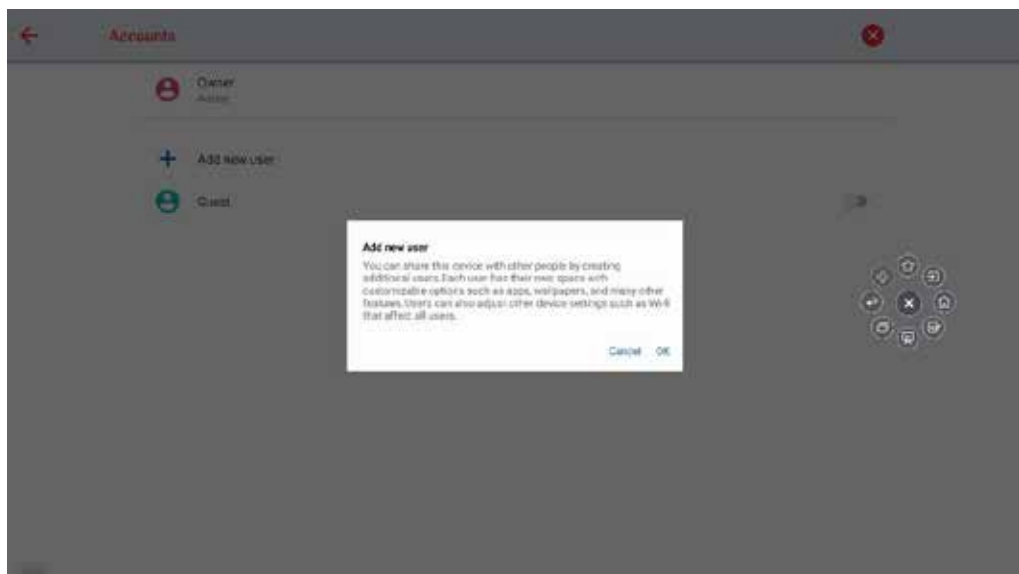 Accounts
Owner
Add new user
Guest
Add new user
You can share this device with other people by creating
additional users. Each user has their own space with
customizable options such as apps, wallpapers, and many other
features. Users can also adjust other device settings such as Wi-fi
that affect all users.
Cancel OK